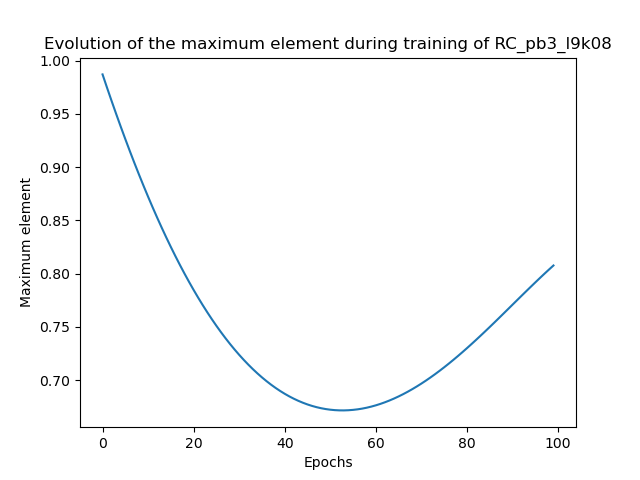 Evolution of the maximum element during training of RC_pb3_l9k08
1.00
0.95
0.90
0.85
0.80
0.75
0.70
Maximum element
0 20 40 60 80 100
Epochs